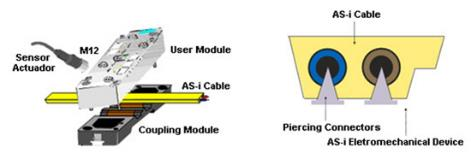 Sensor
Actuador
M12
User Module
AS-i Cable
Coupling Module
AS-i Cable
Piercing Connectors
AS-i Eletromechanical Device